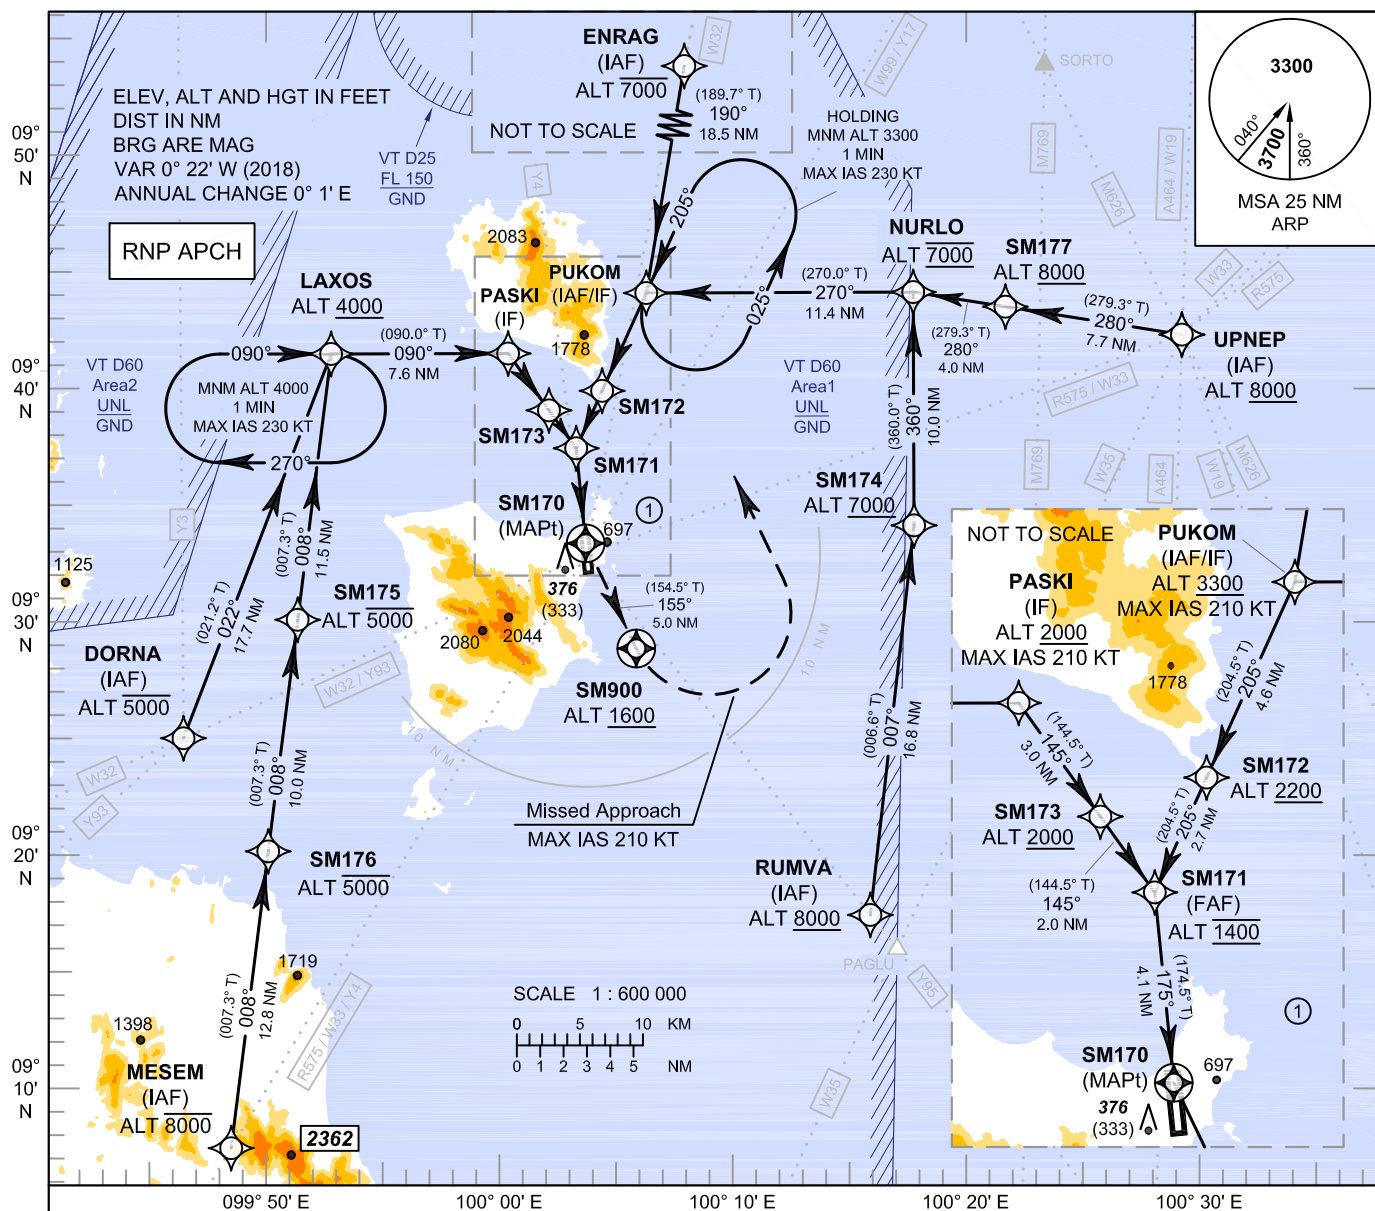 ELEV, ALT AND HGT IN FEET
DIST IN NM
BRG ARE MAG
VAR 0° 22' W (2018)
ANNUAL CHANGE 0° 1' E
RNP APCH
VT D25
FL 150
GND
ENRAG
(IAF)
ALT 7000
NOT TO SCALE
W32
(189.7° T)
190°
18.5 NM
W99 / Y17
HOLDING
MNM ALT 3300
1 MIN
MAX IAS 230 KT
205°
025°
SORTO
M769
M626
A464 / W19
W33
R575
3300
040°
3700
360°
MSA 25 NM
ARP
Y4
2083
PUKOM
(IAF/IF)
PASKI
(IF)
1778
NURLO
ALT 7000
SM177
ALT 8000
(270.0° T)
270°
11.4 NM
(279.3° T)
280°
4.0 NM
(279.3° T)
280°
7.7 NM
UPNEP
(IAF)
ALT 8000
LAXOS
ALT 4000
(090.0° T)
090°
7.6 NM
090°
MNM ALT 4000
1 MIN
MAX IAS 230 KT
270°
VT D60
Area2
UNL
GND
VT D60
Area1
UNL
GND
R575 / W33
SM172
SM173
SM171
(360.0° T)
360°
10.0 NM
SM174
ALT 7000
M769
W35
A464
W19
M626
SM170
(MAPt)
1
697
376
(333)
(154.5° T)
155°
5.0 NM
SM900
ALT 1600
2080
2044
10 NM
10 NM
Missed Approach
MAX IAS 210 KT
Y3
1125
(021.2° T)
022°
17.7 NM
(007.3° T)
008°
11.5 NM
SM175
ALT 5000
DORNA
(IAF)
ALT 5000
W32 / Y93
W32
Y93
(007.3° T)
008°
10.0 NM
SM176
ALT 5000
(006.6° T)
007°
16.8 NM
RUMVA
(IAF)
ALT 8000
PAGLU
Y95
W35
1719
1398
(007.3° T)
008°
12.8 NM
R575 / W33 / Y4
MESEM
(IAF)
ALT 8000
2362
SCALE 1 : 600 000
0 5 10 KM
0 1 2 3 4 5 NM
NOT TO SCALE
PUKOM
(IAF/IF)
ALT 3300
MAX IAS 210 KT
PASKI
(IF)
ALT 2000
MAX IAS 210 KT
1778
(204.5° T)
205°
4.6 NM
(144.5° T)
145°
3.0 NM
SM172
ALT 2200
SM173
ALT 2000
(204.5° T)
205°
2.7 NM
(144.5° T)
145°
2.0 NM
SM171
(FAF)
ALT 1400
(174.5° T)
175°
4.1 NM
1
SM170
(MAPt)
697
376
(333)
09°
50'
N
09°
40'
N
09°
30'
N
09°
20'
N
09°
10'
N
099° 50' E
100° 00' E
100° 10' E
100° 20' E
100° 30' E